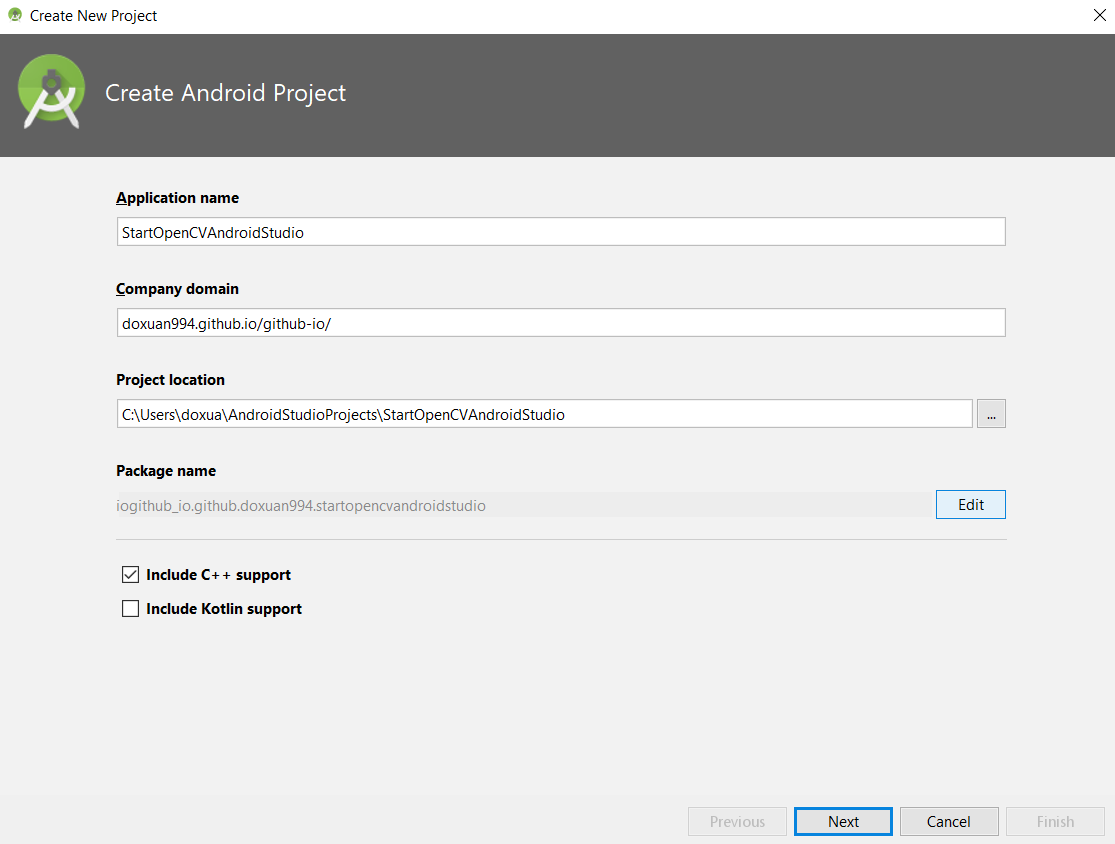 Create New Project
Create Android Project
Application name
StartOpenCVAndroidStudio
Company domain
doxuan994.github.io/github-io/
Project location
C:\Users\doxua\AndroidStudioProjects\StartOpenCVAndroidStudio
...
Package name
iogithub_io.github.doxuan994.startopencvandroidstudio
Edit
Include C++ support
Include Kotlin support
Previous Next Cancel Finish